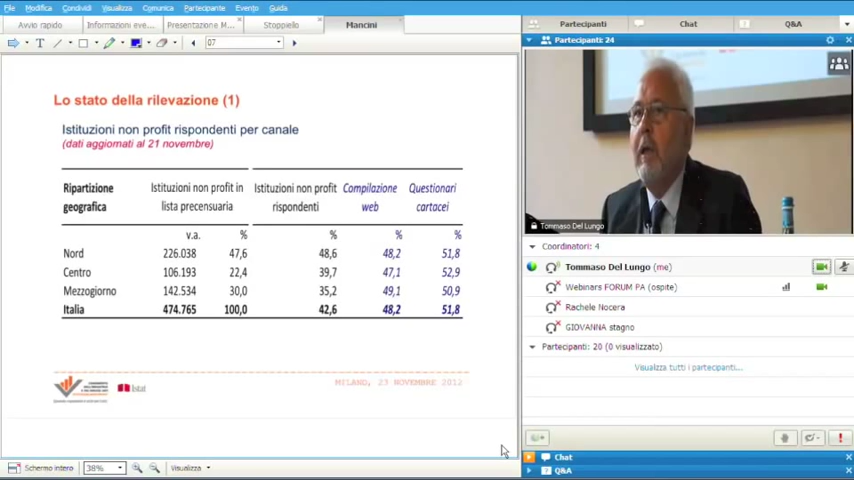 File Modifica Condividi Visualizza Comunica Partecipante Evento Guida
Avvio rapido Informazioni eve... Presentazione M... Stoppiello Mancini
07
Lo stato della rilevazione (1)
Istituzioni non profit rispondenti per canale
(dati aggiornati al 21 novembre)
Ripartizione geografica Istituzioni non profit in lista precensuaria Istituzioni non profit rispondenti Compilazione web Questionari cartacei
v.a. % % % %
Nord 226.038 47,6 48,6 48,2 51,8
Centro 106.193 22,4 39,7 47,1 52,9
Mezzogiorno 142.534 30,0 35,2 49,1 50,9
Italia 474.765 100,0 42,6 48,2 51,8
Istat
MILANO, 23 NOVEMBRE 2012
Schermo intero 38% Visualizza
Partecipanti Chat Q&A
Partecipanti: 24
Tommaso Del Lungo
Coordinatori: 4
Tommaso Del Lungo (me)
Webinars FORUM PA (ospite)
Rachele Nocera
GIOVANNA stagno
Partecipanti: 20 (0 visualizzato)
Visualizza tutti i partecipanti...
Chat
Q&A